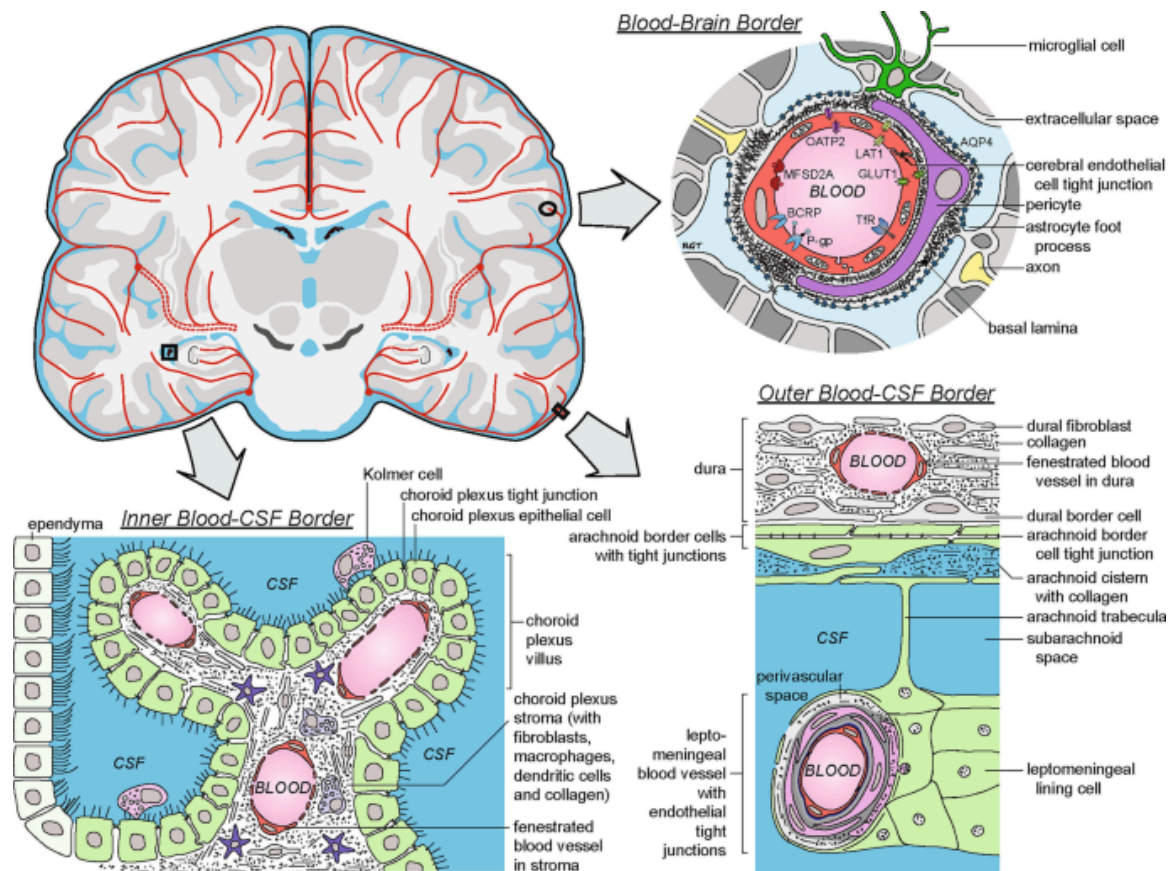 Blood-Brain Border
microglial cell
extracellular space
AQP4
OATP2
LAT1
cerebral endothelial
cell tight junction
MFSD2A
GLUT1
BLOOD
pericyte
BCRP
TfR
P-gp
astrocyte foot
process
RGT
axon
basal lamina
Outer Blood-CSF Border
dural fibroblast
collagen
dura
BLOOD
fenestrated blood
vessel in dura
dural border cell
arachnoid border cells
with tight junctions
arachnoid border
cell tight junction
arachnoid cistern
with collagen
arachnoid trabecula
CSF
subarachnoid
space
perivascular
space
lepto-
meningeal
blood vessel
with
endothelial
tight
junctions
BLOOD
leptomeningeal
lining cell
Kolmer cell
choroid plexus tight junction
choroid plexus epithelial cell
ependyma
Inner Blood-CSF Border
CSF
choroid
plexus
villus
choroid plexus
stroma (with
fibroblasts,
macrophages,
dendritic cells
and collagen)
CSF
CSF
BLOOD
fenestrated
blood vessel
in stroma